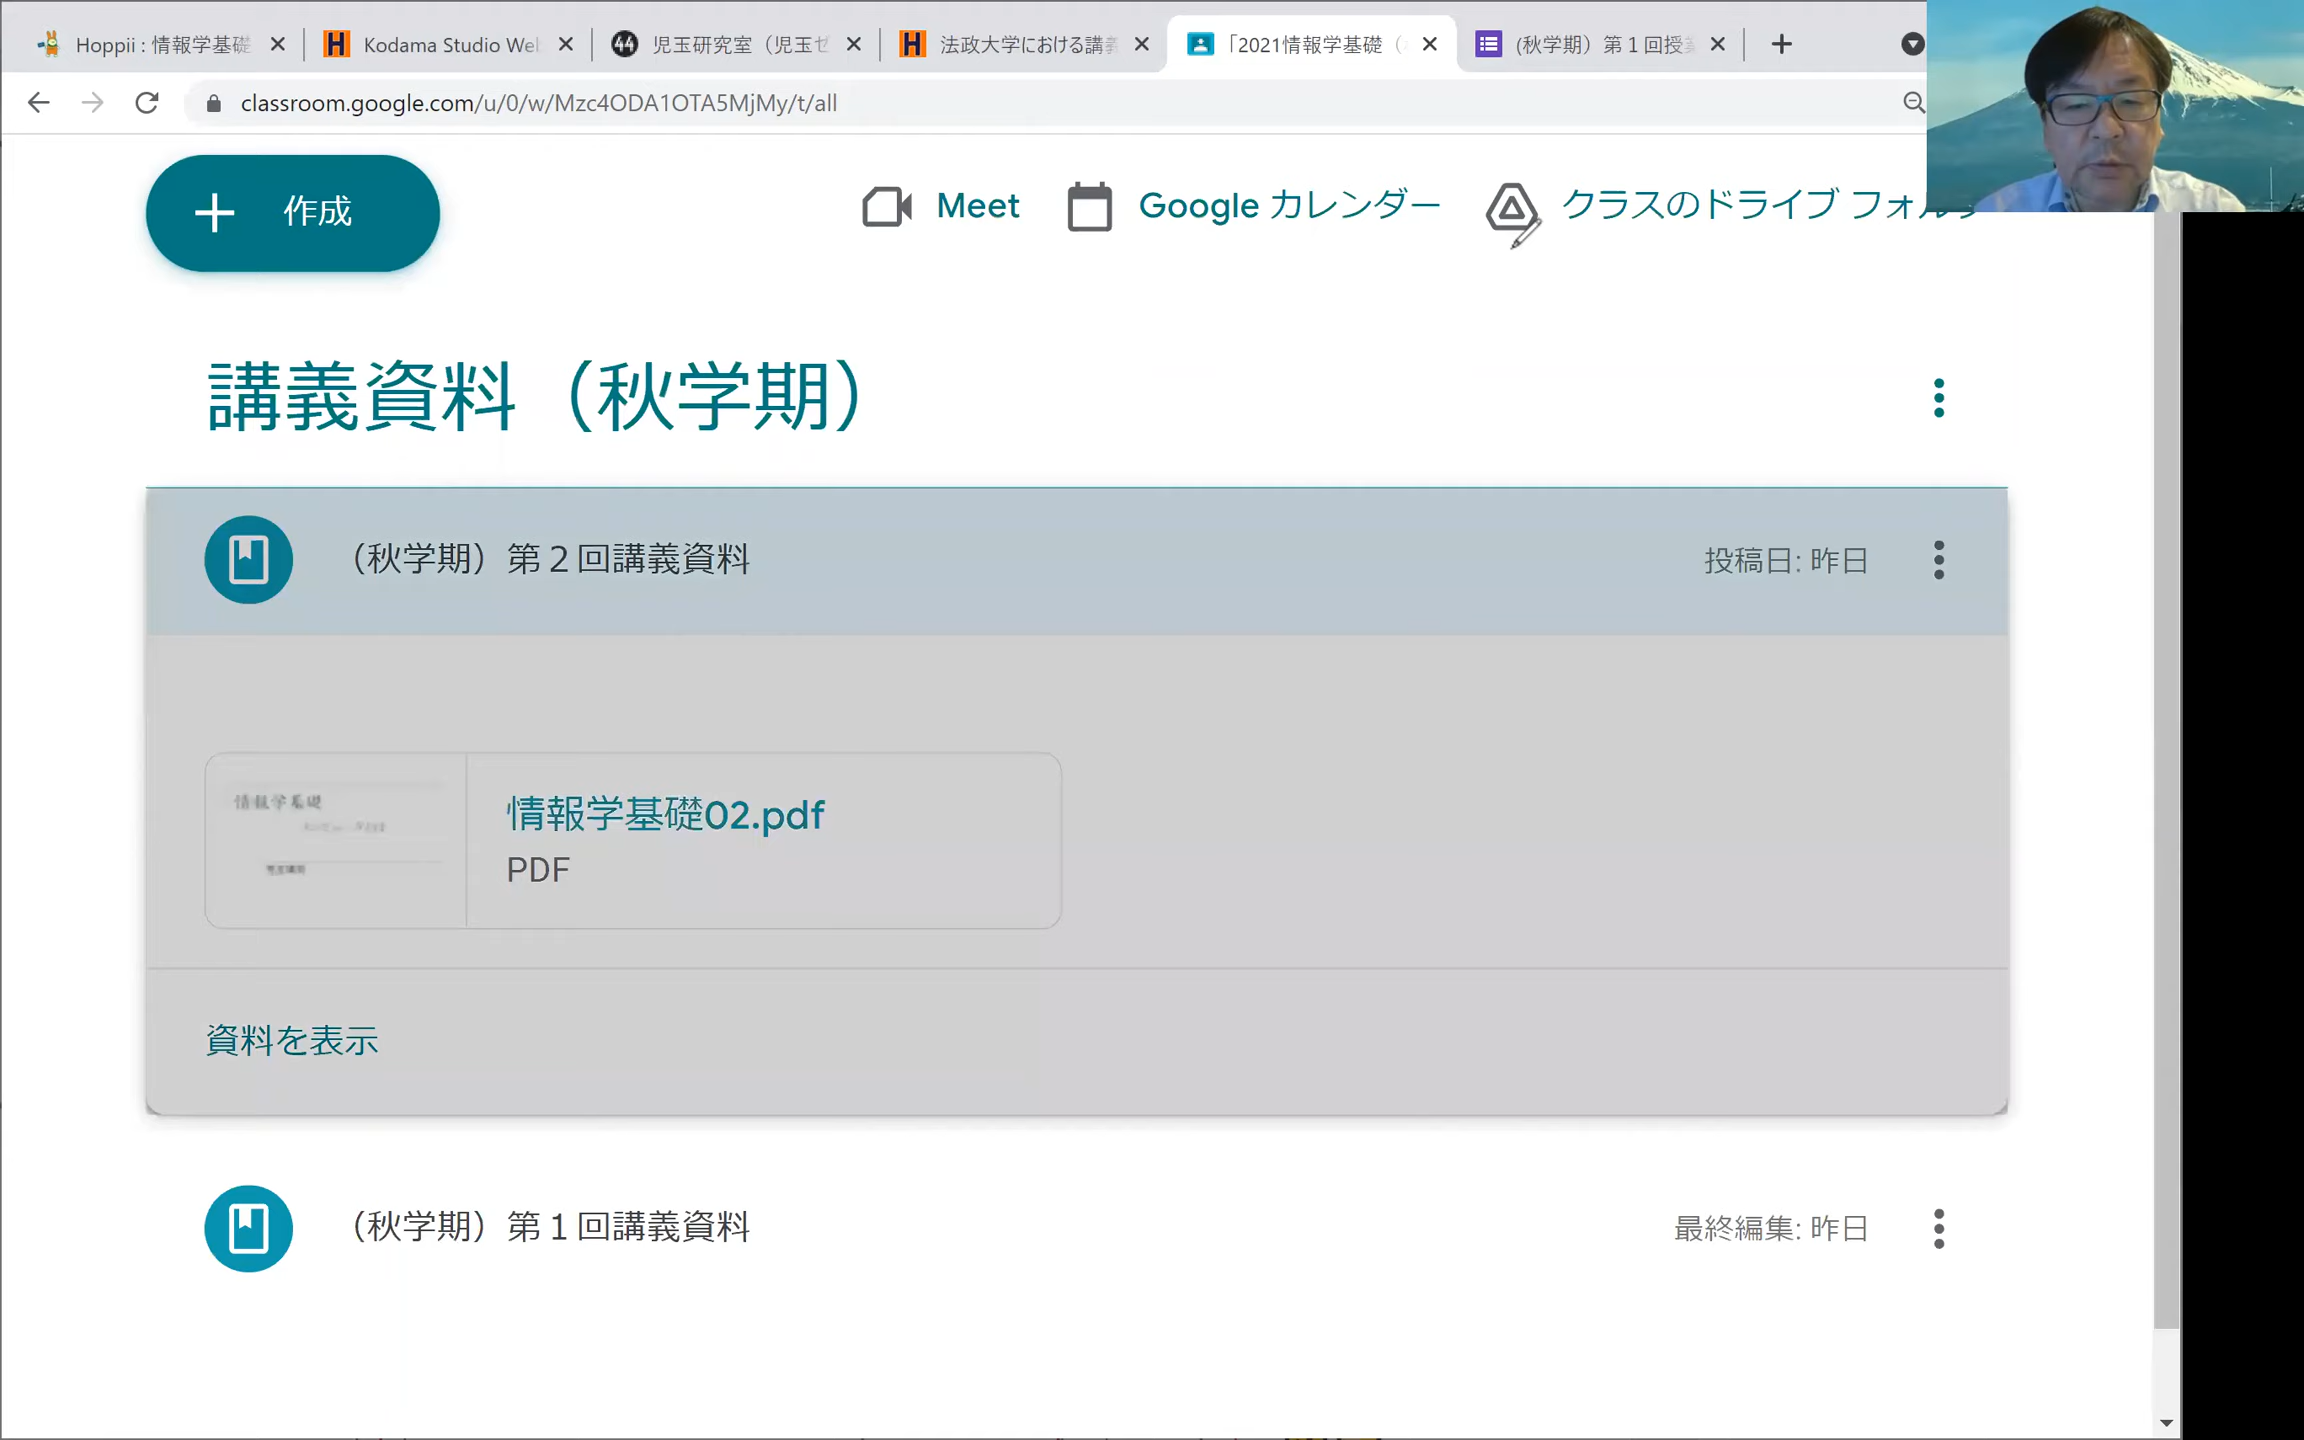 Hoppii : 情報学基礎
Kodama Studio Wel
児玉研究室（児玉ゼ
法政大学における講義
「2021情報学基礎（
(秋学期）第１回授業
classroom.google.com/u/0/w/Mzc4ODA1OTA5MjMy/t/all
作成
Meet
Google カレンダー
クラスのドライブ フォルダ
講義資料（秋学期）
（秋学期）第２回講義資料
投稿日: 昨日
情報学基礎
情報学基礎02.pdf
PDF
資料を表示
（秋学期）第１回講義資料
最終編集: 昨日